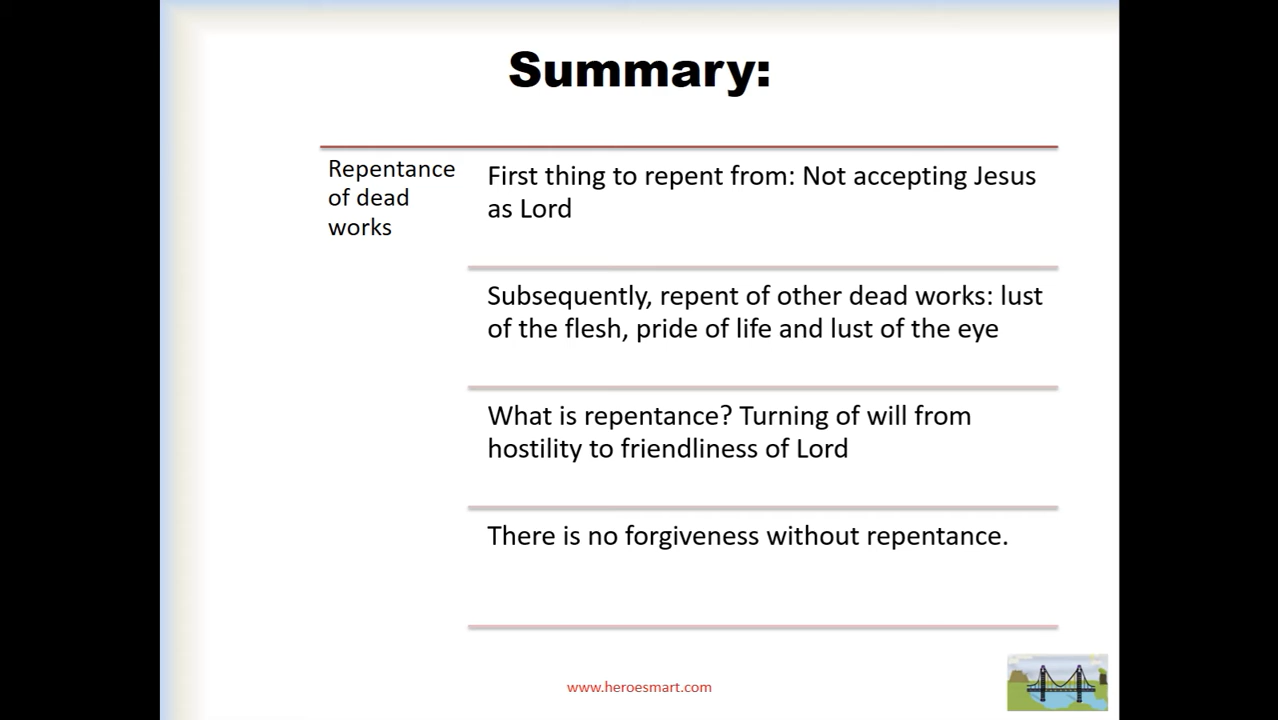 Summary:
Repentance
of dead
works
First thing to repent from: Not accepting Jesus
as Lord
Subsequently, repent of other dead works: lust
of the flesh, pride of life and lust of the eye
What is repentance? Turning of will from
hostility to friendliness of Lord
There is no forgiveness without repentance.
www.heroesmart.com